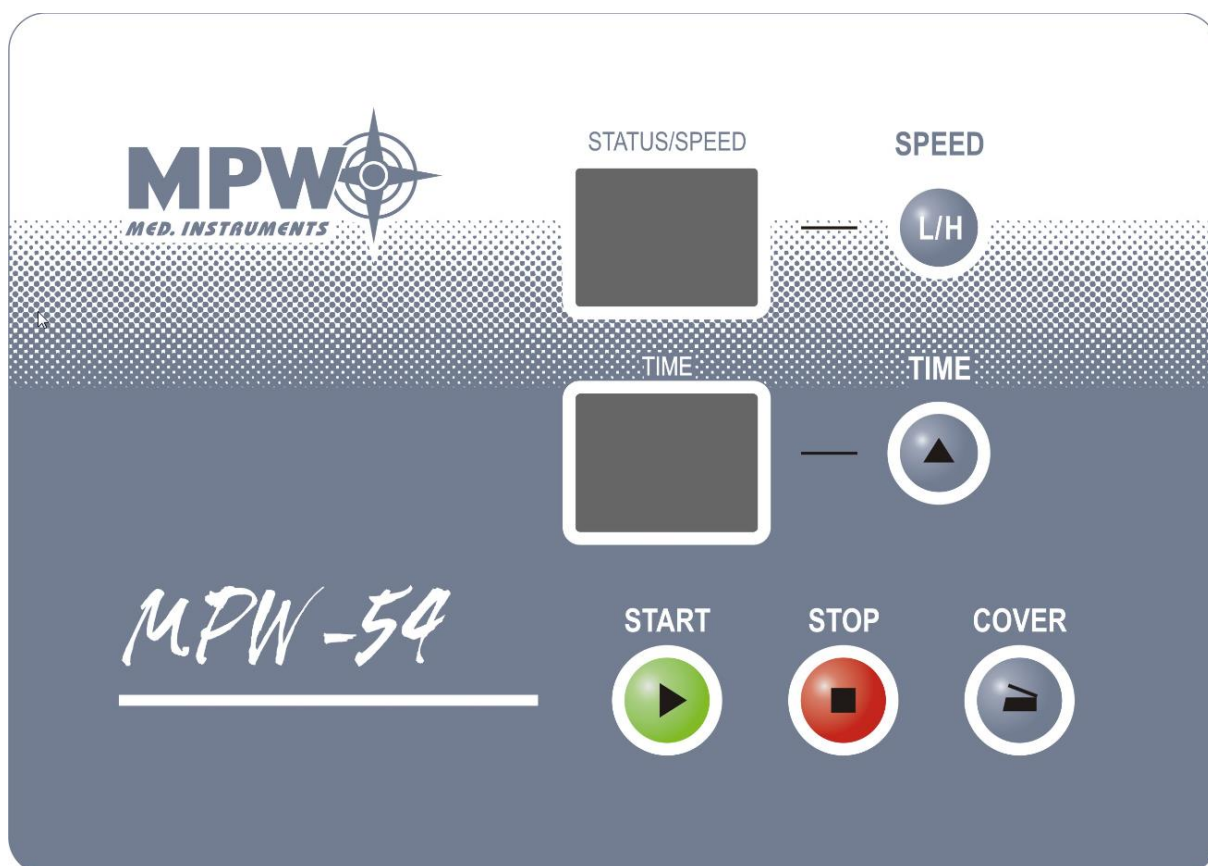 MPW
MED. INSTRUMENTS
STATUS/SPEED
SPEED
L/H
TIME
TIME
MPW-54
START
STOP
COVER